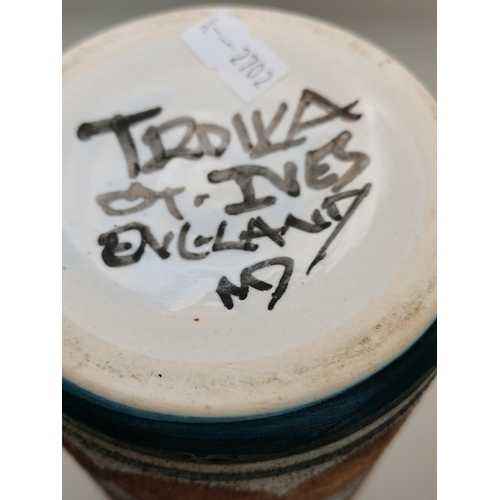 A-2702
TROIKA
ST. IVES
ENGLAND